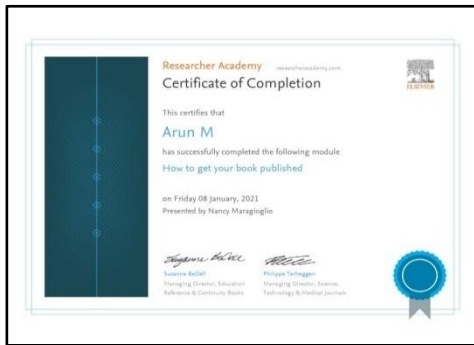 Researcher Academy researcheracademy.com
Certificate of Completion
ELSEVIER
This certifies that
Arun M
has successfully completed the following module
How to get your book published
on Friday 08 January, 2021
Presented by Nancy Maragioglio
Suzanne BeDell
Suzanne BeDell Philippe Terheggen
Managing Director, Education Managing Director, Science,
Reference & Continuity Books Technology & Medical Journals